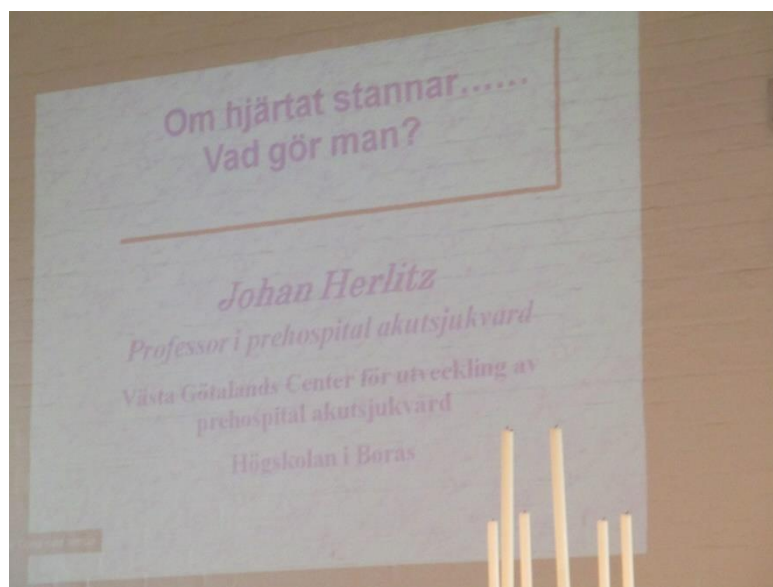 Om hjärtat stannar......
Vad gör man?
Johan Herlitz
Professor i prehospital akutsjukvård
Västa Götalands Center för utveckling av
prehospital akutsjukvård
Högskolan i Borås